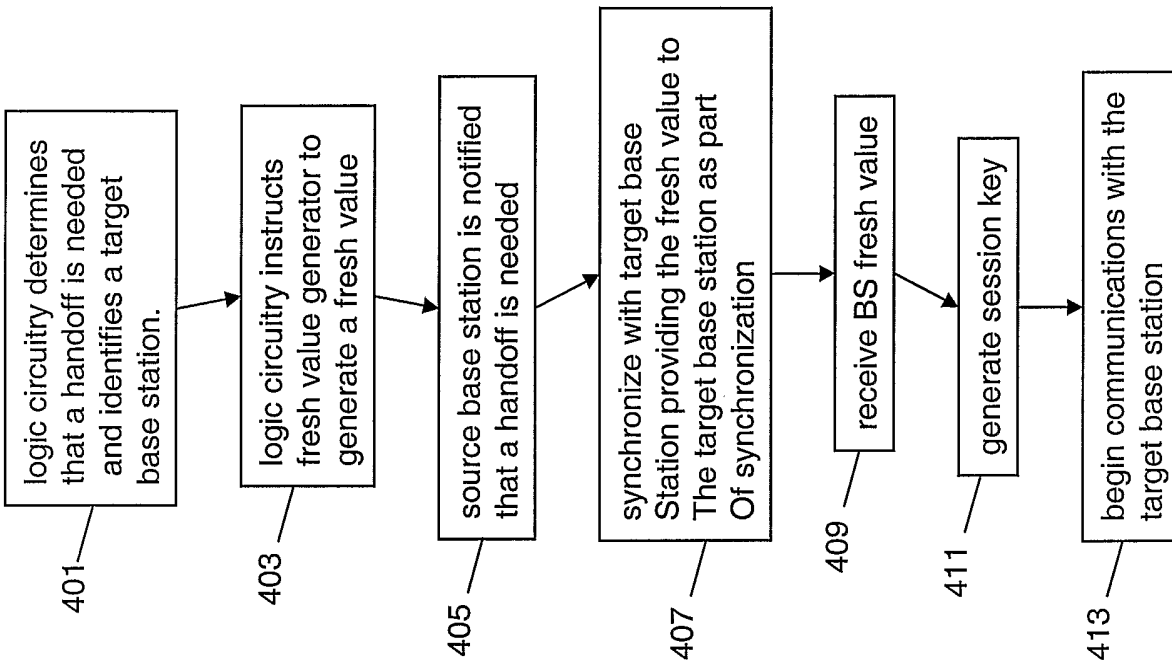 logic circuitry determines
that a handoff is needed
and identifies a target
base station.
401
logic circuitry instructs
fresh value generator to
generate a fresh value
403
source base station is notified
that a handoff is needed
405
synchronize with target base
Station providing the fresh value to
The target base station as part
Of synchronization
407
receive BS fresh value
409
generate session key
411
begin communications with the
target base station
413